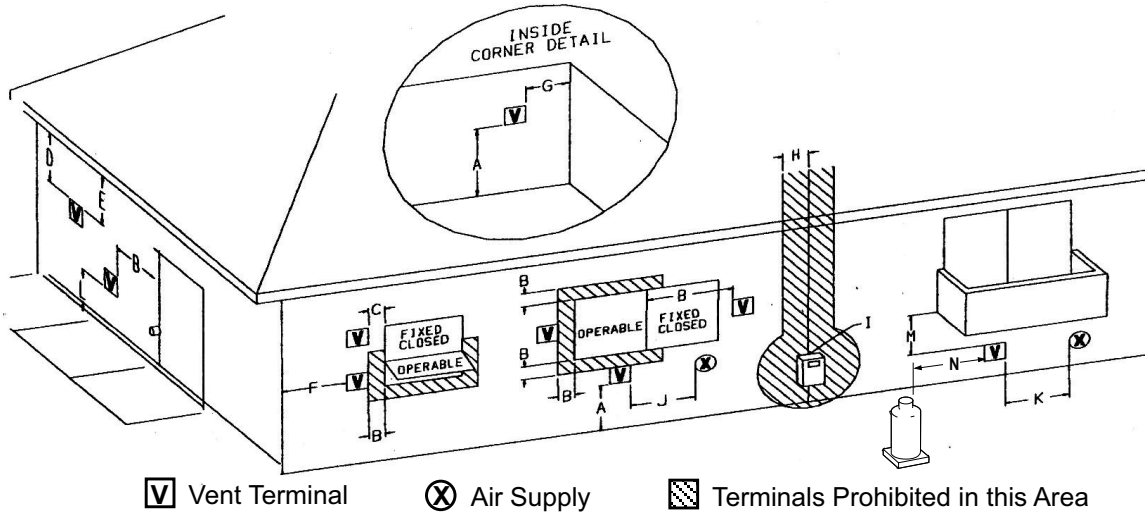 INSIDE
CORNER DETAIL
G
V
A
H
D
E
V
B
V
L
C
V
FIXED
CLOSED
OPERABLE
F
V
B
B
B
V
OPERABLE
FIXED
CLOSED
V
B
V
X
B
J
A
I
M
V
X
N
K
V Vent Terminal
X Air Supply
Terminals Prohibited in this Area